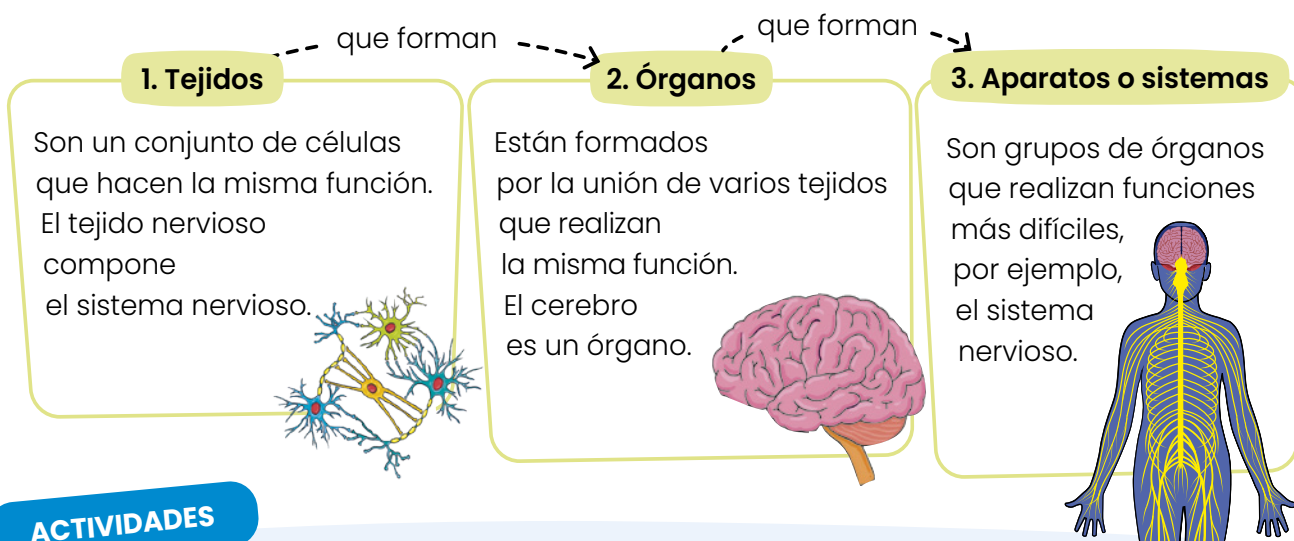 que forman
que forman
1. Tejidos
Son un conjunto de células
que hacen la misma función.
El tejido nervioso
compone
el sistema nervioso.
2. Órganos
Están formados
por la unión de varios tejidos
que realizan
la misma función.
El cerebro
es un órgano.
3. Aparatos o sistemas
Son grupos de órganos
que realizan funciones
más difíciles,
por ejemplo,
el sistema
nervioso.
ACTIVIDADES